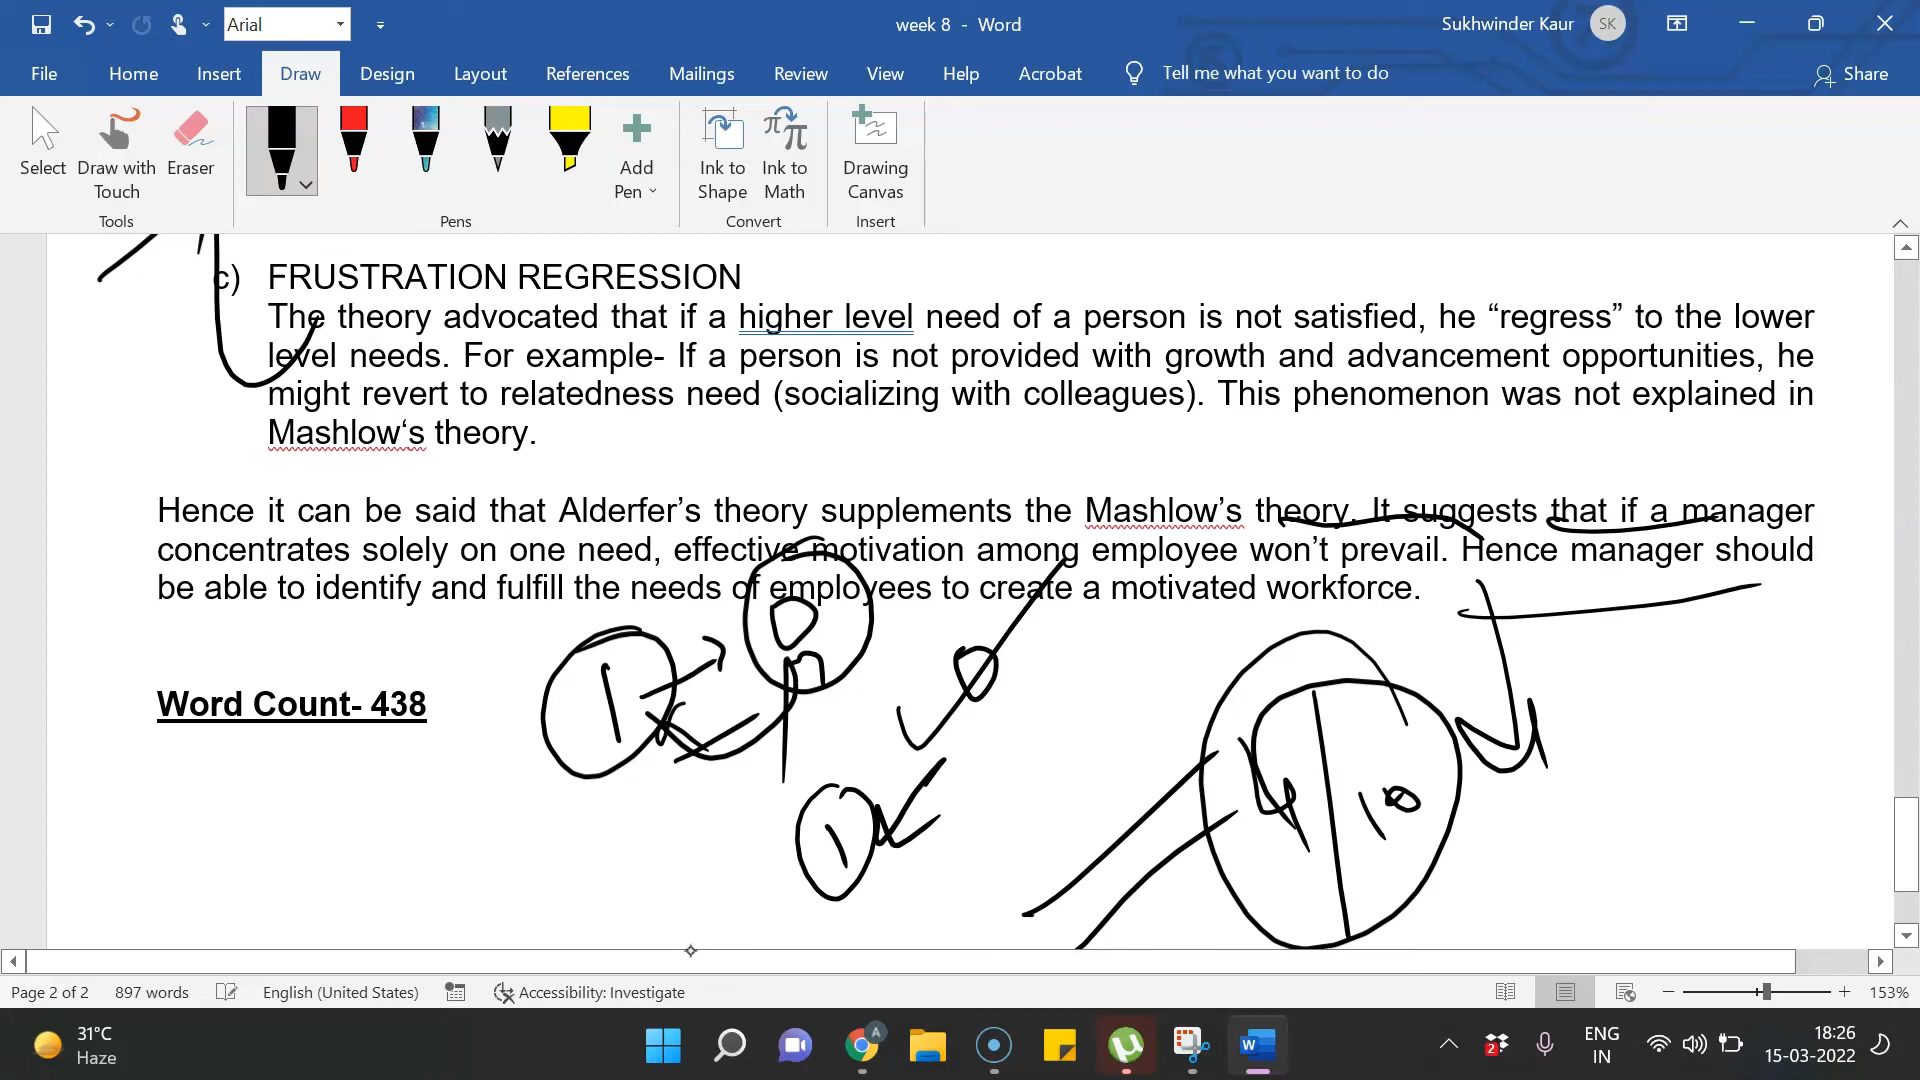 Arial
week 8 - Word
Sukhwinder Kaur
SK
File
Home
Insert
Draw
Design
Layout
References
Mailings
Review
View
Help
Acrobat
Tell me what you want to do
Share
Select
Draw with
Touch
Eraser
Add
Pen
Ink to
Shape
Ink to
Math
Drawing
Canvas
Tools
Pens
Convert
Insert
c) FRUSTRATION REGRESSION
The theory advocated that if a higher level need of a person is not satisfied, he “regress” to the lower
level needs. For example- If a person is not provided with growth and advancement opportunities, he
might revert to relatedness need (socializing with colleagues). This phenomenon was not explained in
Mashlow‘s theory.
Hence it can be said that Alderfer’s theory supplements the Mashlow’s theory. It suggests that if a manager
concentrates solely on one need, effective motivation among employee won’t prevail. Hence manager should
be able to identify and fulfill the needs of employees to create a motivated workforce.
Word Count- 438
Page 2 of 2
897 words
English (United States)
Accessibility: Investigate
153%
31°C
Haze
A
W
2
ENG
IN
18:26
15-03-2022